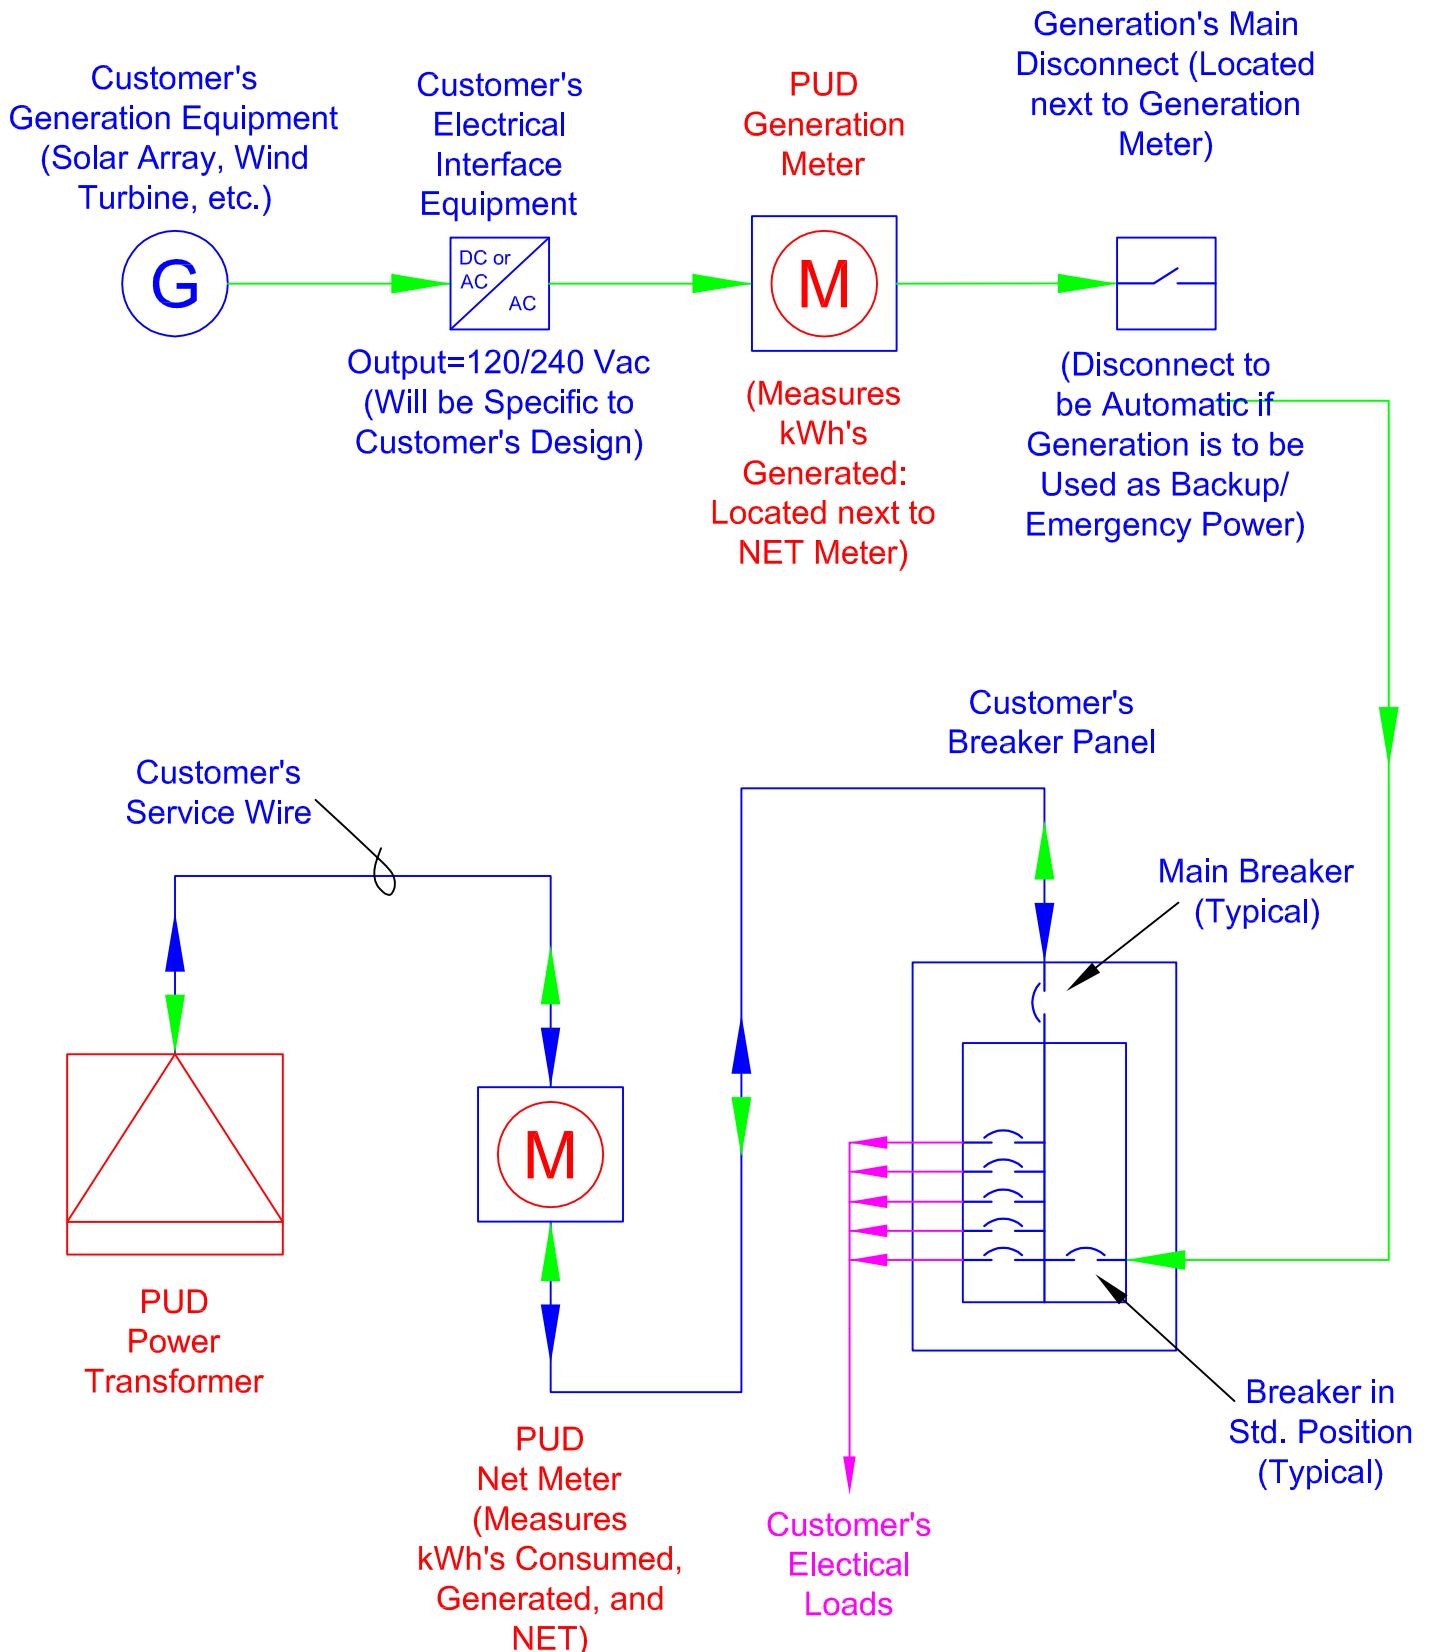 Customer's
Generation Equipment
(Solar Array, Wind
Turbine, etc.)
Customer's
Electrical
Interface
Equipment
PUD
Generation
Meter
Generation's Main
Disconnect (Located
next to Generation
Meter)
G
DC or
AC
AC
M
Output=120/240 Vac
(Will be Specific to
Customer's Design)
(Measures
kWh's
Generated:
Located next to
NET Meter)
(Disconnect to
be Automatic if
Generation is to be
Used as Backup/
Emergency Power)
Customer's
Breaker Panel
Customer's
Service Wire
Main Breaker
(Typical)
M
PUD
Power
Transformer
Breaker in
Std. Position
(Typical)
PUD
Net Meter
(Measures
kWh's Consumed,
Generated, and
NET)
Customer's
Electical
Loads